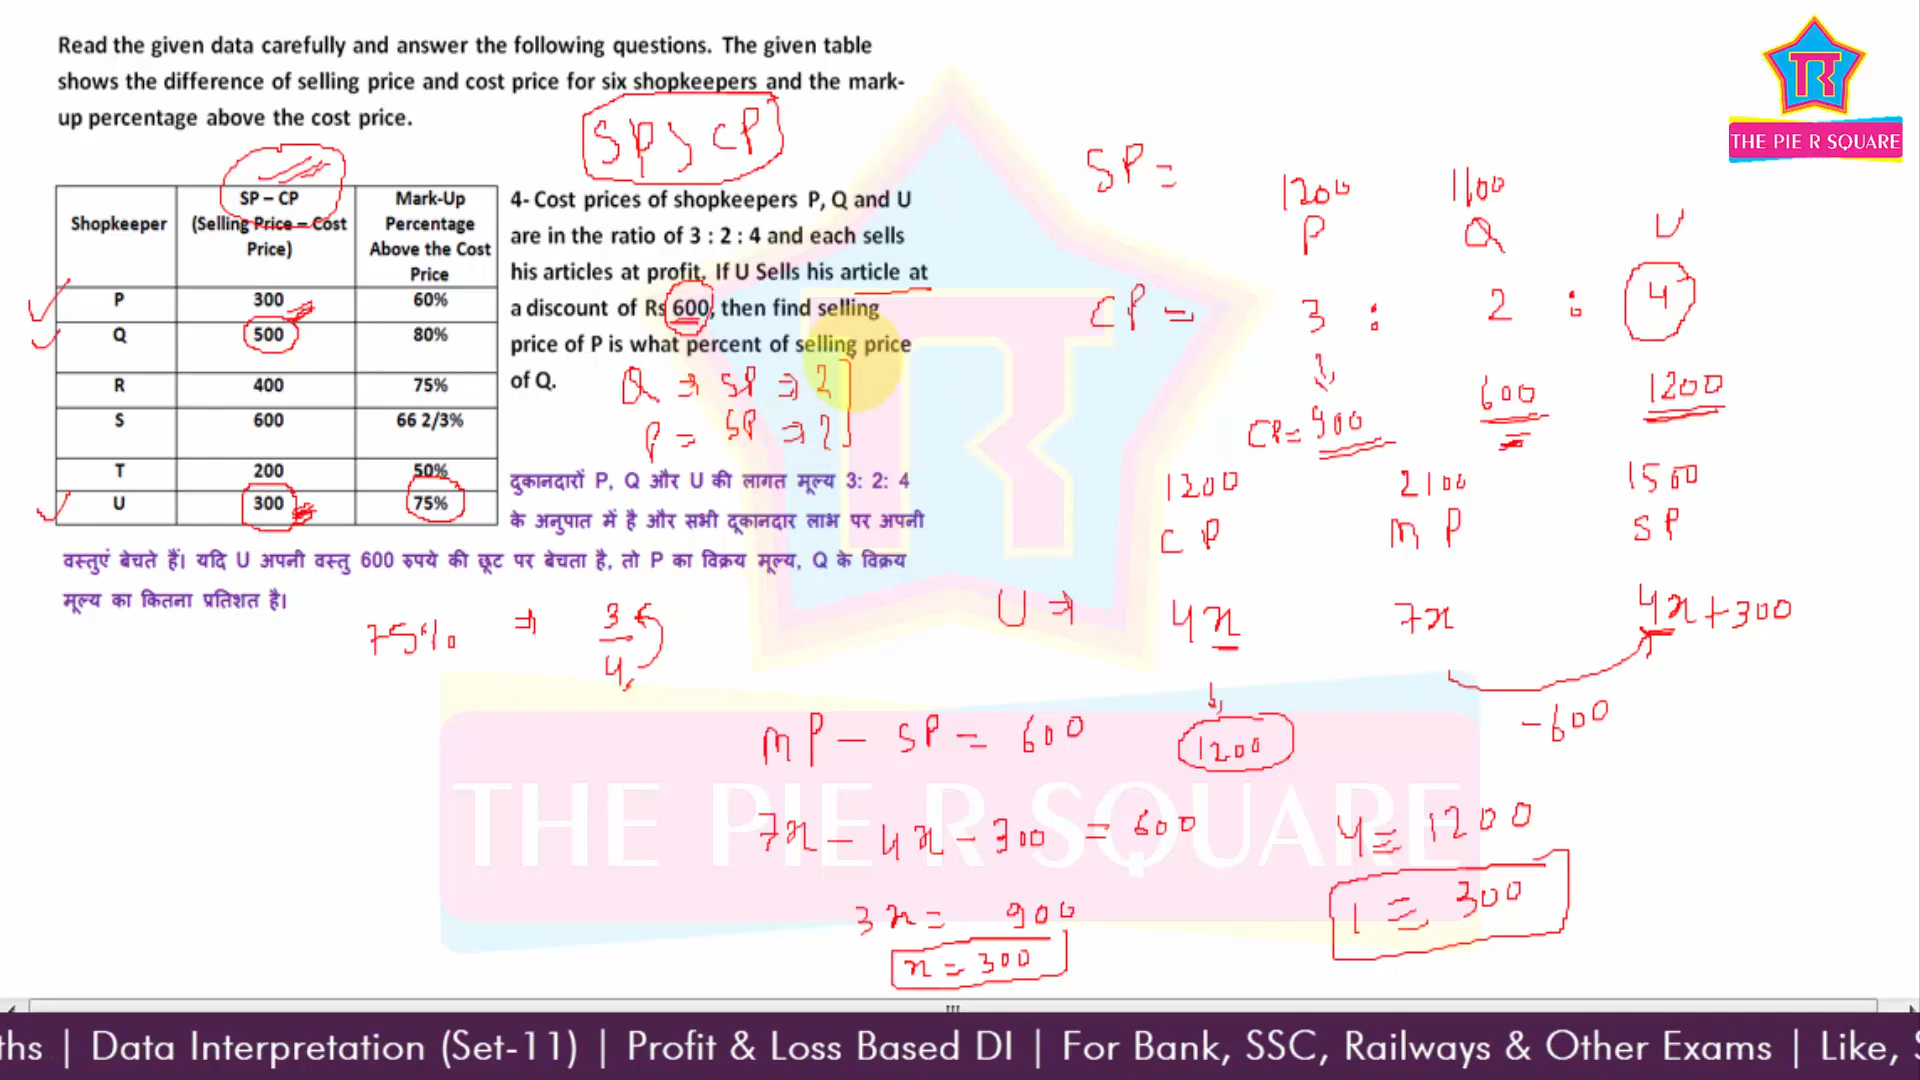 Read the given data carefully and answer the following questions. The given table
shows the difference of selling price and cost price for six shopkeepers and the mark-
up percentage above the cost price.
SP > CP
Shopkeeper | SP – CP (Selling Price – Cost Price) | Mark-Up Percentage Above the Cost Price
P | 300 | 60%
Q | 500 | 80%
R | 400 | 75%
S | 600 | 66 2/3%
T | 200 | 50%
U | 300 | 75%
4- Cost prices of shopkeepers P, Q and U
are in the ratio of 3 : 2 : 4 and each sells
his articles at profit. If U Sells his article at
a discount of Rs 600, then find selling
price of P is what percent of selling price
of Q.
Q ⇒ SP ⇒ ?
P = SP ⇒ ?
दुकानदारों P, Q और U की लागत मूल्य 3: 2: 4
के अनुपात में है और सभी दूकानदार लाभ पर अपनी
वस्तुएं बेचते हैं। यदि U अपनी वस्तु 600 रुपये की छूट पर बेचता है, तो P का विक्रय मूल्य, Q के विक्रय
मूल्य का कितना प्रतिशत है।
75% ⇒ 3/4
SP = 1200 1100
P Q U
CP = 3 : 2 : 4
CP = 900 600 1200
1200 2100 1500
CP MP SP
U ⇒ 4x 7x 4x + 300
1200
-600
MP – SP = 600
7x – 4x – 300 = 600
3x = 900
x = 300
4 ≡ 1200
1 ≡ 300
THE PIE R SQUARE
THE PIE R SQUARE
ths | Data Interpretation (Set-11) | Profit & Loss Based DI | For Bank, SSC, Railways & Other Exams | Like,